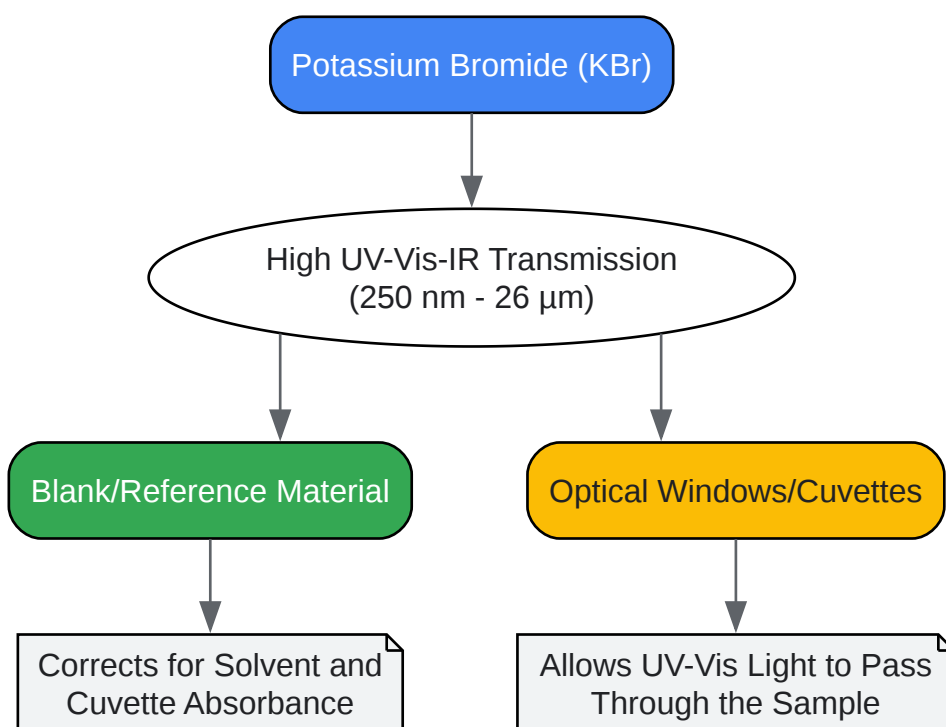 Potassium Bromide (KBr)
High UV-Vis-IR Transmission
(250 nm - 26 µm)
Blank/Reference Material
Optical Windows/Cuvettes
Corrects for Solvent and
Cuvette Absorbance
Allows UV-Vis Light to Pass
Through the Sample